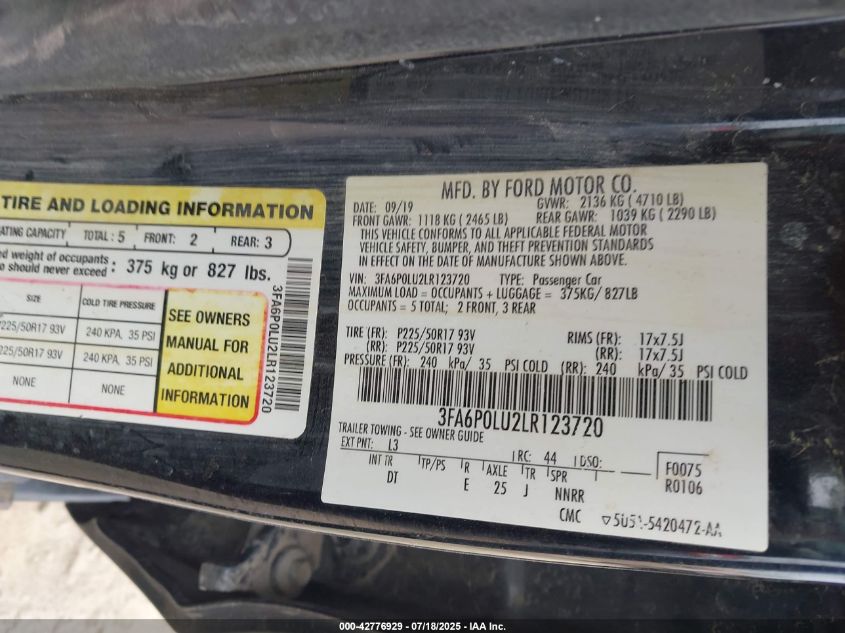 TIRE AND LOADING INFORMATION
ATING CAPACITY TOTAL: 5 FRONT: 2 REAR: 3
d weight of occupants
o should never exceed : 375 kg or 827 lbs.
SIZE COLD TIRE PRESSURE
P225/50R17 93V 240 KPA, 35 PSI
225/50R17 93V 240 KPA, 35 PSI
NONE NONE
SEE OWNERS
MANUAL FOR
ADDITIONAL
INFORMATION
3FA6P0LU2LR123720
MFD. BY FORD MOTOR CO.
DATE: 09/19 GVWR: 2136 KG ( 4710 LB)
FRONT GAWR: 1118 KG ( 2465 LB) REAR GAWR: 1039 KG ( 2290 LB)
THIS VEHICLE CONFORMS TO ALL APPLICABLE FEDERAL MOTOR
VEHICLE SAFETY, BUMPER, AND THEFT PREVENTION STANDARDS
IN EFFECT ON THE DATE OF MANUFACTURE SHOWN ABOVE.
VIN: 3FA6P0LU2LR123720 TYPE: Passenger Car
MAXIMUM LOAD = OCCUPANTS + LUGGAGE = 375KG/ 827LB
OCCUPANTS = 5 TOTAL; 2 FRONT, 3 REAR
TIRE (FR): P225/50R17 93V RIMS (FR): 17x7.5J
(RR): P225/50R17 93V (RR): 17x7.5J
PRESSURE (FR): 240 kPa/ 35 PSI COLD (RR): 240 kPa/ 35 PSI COLD
3FA6P0LU2LR123720
TRAILER TOWING - SEE OWNER GUIDE
EXT PNT: L3 RC: 44 DSO: F0075
INT TR TP/PS R AXLE TR SPR R0106
DT E 25 J NNRR
CMC 5U5A-5420472-AA
000-42776929 / 07/18/2025 - IAA Inc.